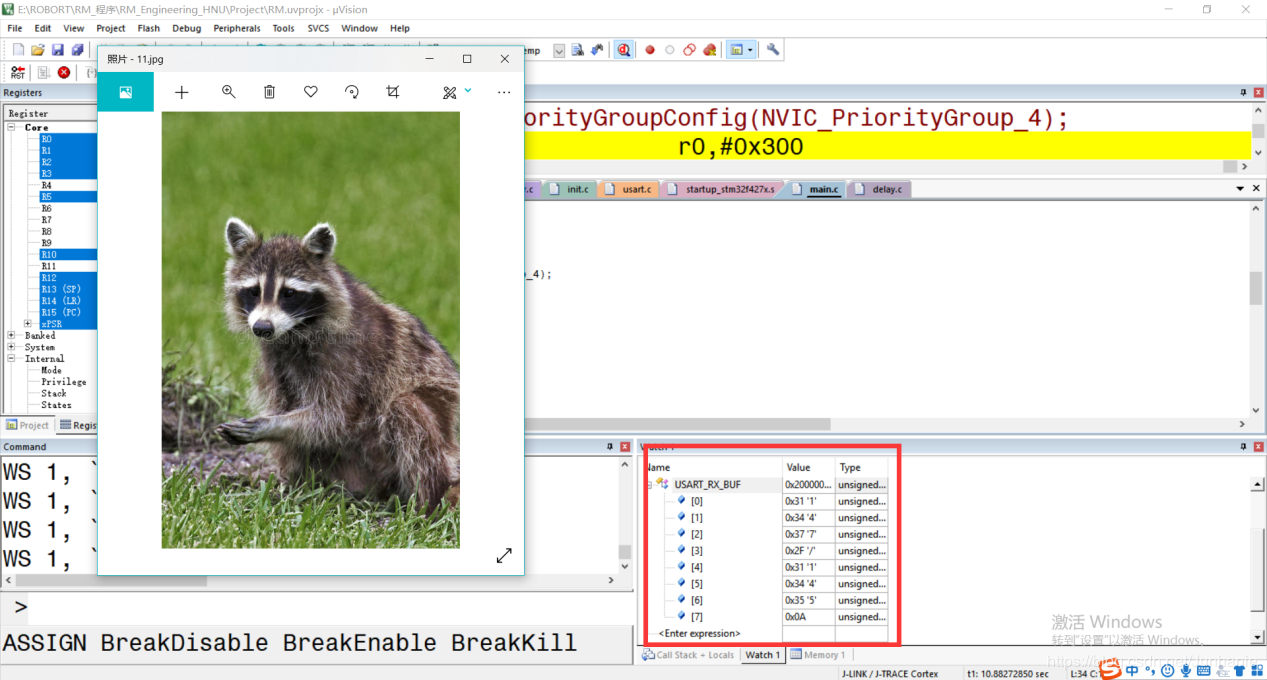 E:\ROBORT\RM_程序\RM_Engineering_HNU\Project\RM.uvprojx - µVision
File Edit View Project Flash Debug Peripherals Tools SVCS Window Help
照片 - 11.jpg
RST
Registers
Register
Core
R0
R1
R2
R3
R4
R5
R6
R7
R8
R9
R10
R11
R12
R13 (SP)
R14 (LR)
R15 (PC)
xPSR
Banked
System
Internal
Mode
Privilege
Stack
States
Project Regis
orityGroupConfig(NVIC_PriorityGroup_4);
r0,#0x300
.c init.c usart.c startup_stm32f427x.s main.c delay.c
_4);
Command
WS 1, `
WS 1, `
WS 1, `
WS 1, `
>
ASSIGN BreakDisable BreakEnable BreakKill
Watch 1
Name Value Type
USART_RX_BUF 0x200000... unsigned...
[0] 0x31 '1' unsigned...
[1] 0x34 '4' unsigned...
[2] 0x37 '7' unsigned...
[3] 0x2F '/' unsigned...
[4] 0x31 '1' unsigned...
[5] 0x34 '4' unsigned...
[6] 0x35 '5' unsigned...
[7] 0x0A unsigned...
<Enter expression>
Call Stack + Locals Watch 1 Memory 1
激活 Windows
转到"设置"以激活 Windows。
J-LINK / J-TRACE Cortex t1: 10.88272850 sec L:34 C:
中